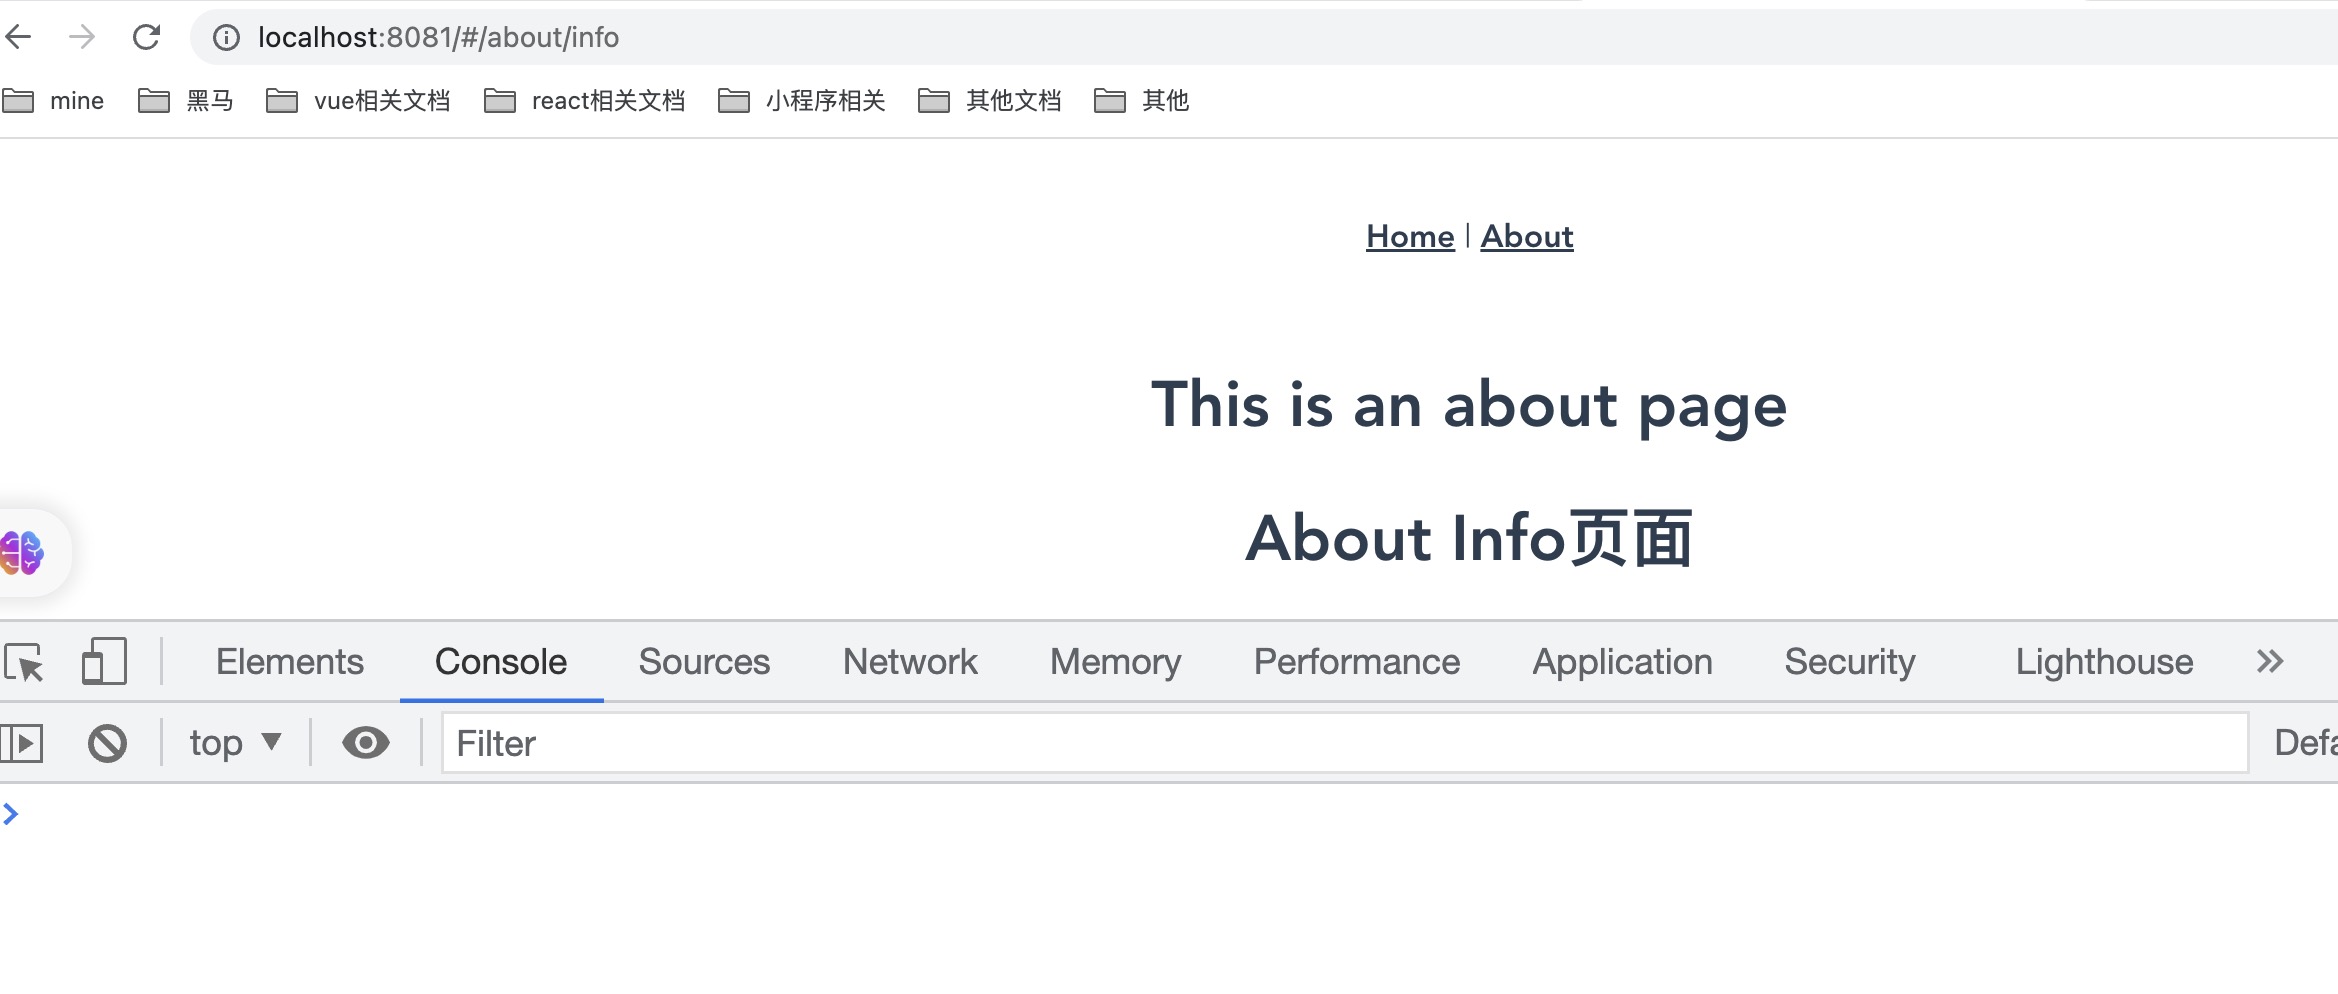 localhost:8081/#/about/info
mine 黑马 vue相关文档 react相关文档 小程序相关 其他文档 其他
Home | About
This is an about page
About Info页面
Elements Console Sources Network Memory Performance Application Security Lighthouse
top Filter Defa